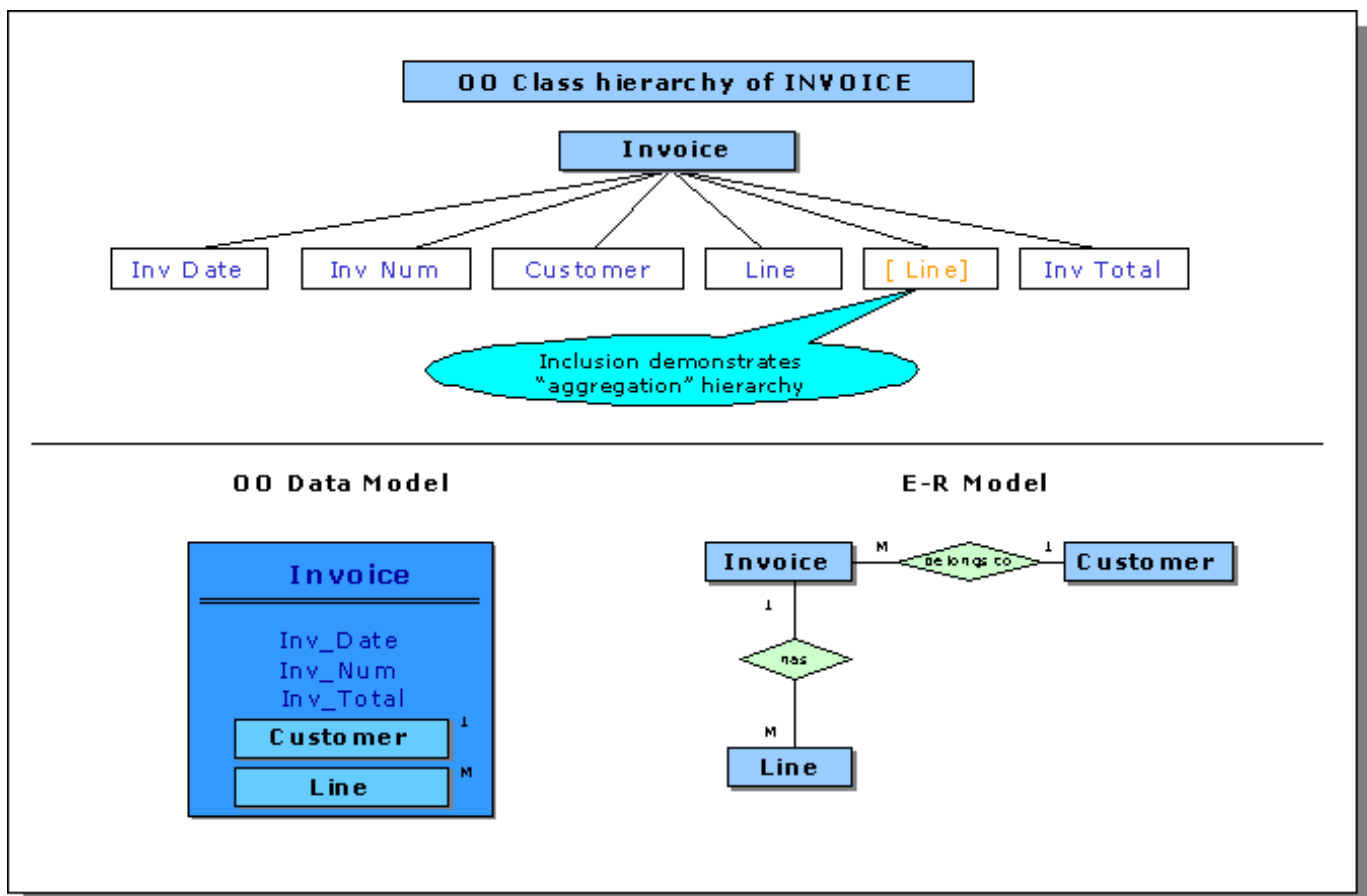 OO Class hierarchy of INVOICE
Invoice
Inv Date
Inv Num
Customer
Line
[ Line]
Inv Total
Inclusion demonstrates
“aggregation” hierarchy
OO Data Model
Invoice
Inv_Date
Inv_Num
Inv_Total
Customer
1
Line
M
E-R Model
Invoice
M
Belongs to
1
Customer
1
has
M
Line